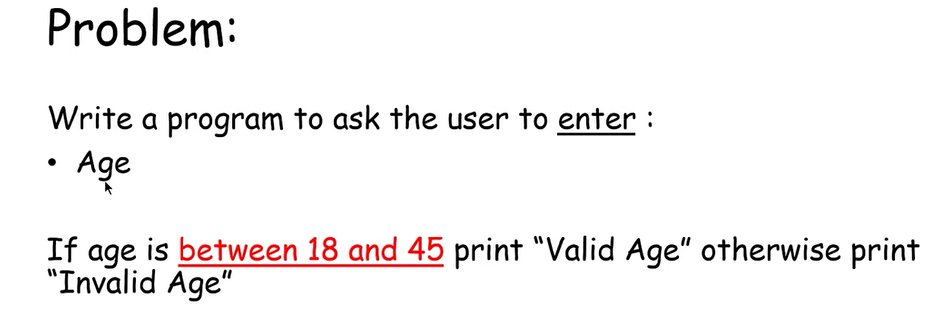 Problem:
Write a program to ask the user to enter :
• Age
If age is between 18 and 45 print “Valid Age” otherwise print
“Invalid Age”